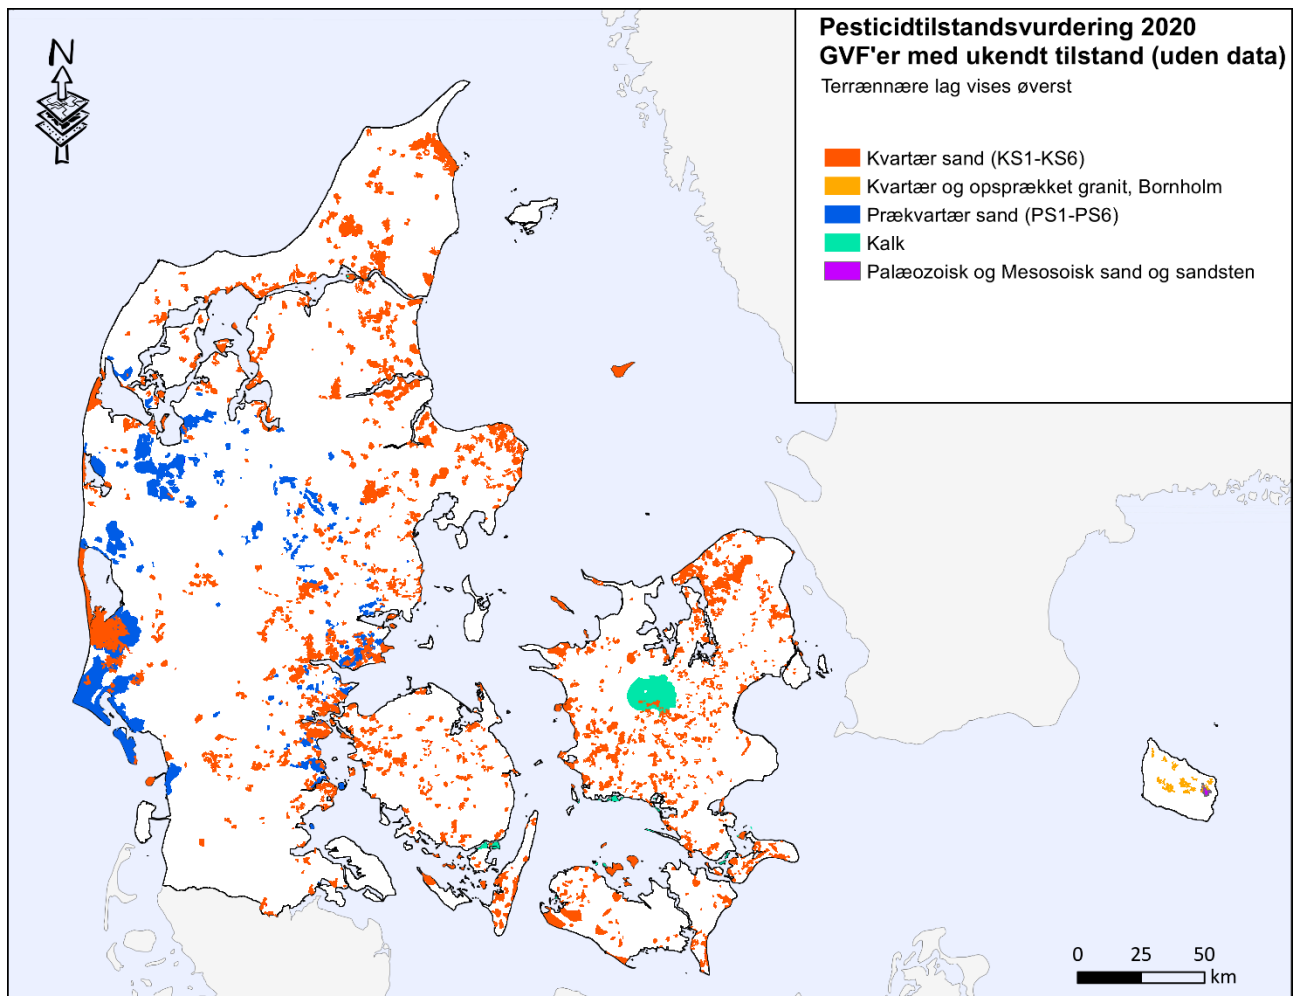 Pesticidtilstandsvurdering 2020
GVF'er med ukendt tilstand (uden data)
Terrænnære lag vises øverst
Kvartær sand (KS1-KS6)
Kvartær og opsprækket granit, Bornholm
Prækvartær sand (PS1-PS6)
Kalk
Palæozoisk og Mesosoisk sand og sandsten
N
0 25 50
km